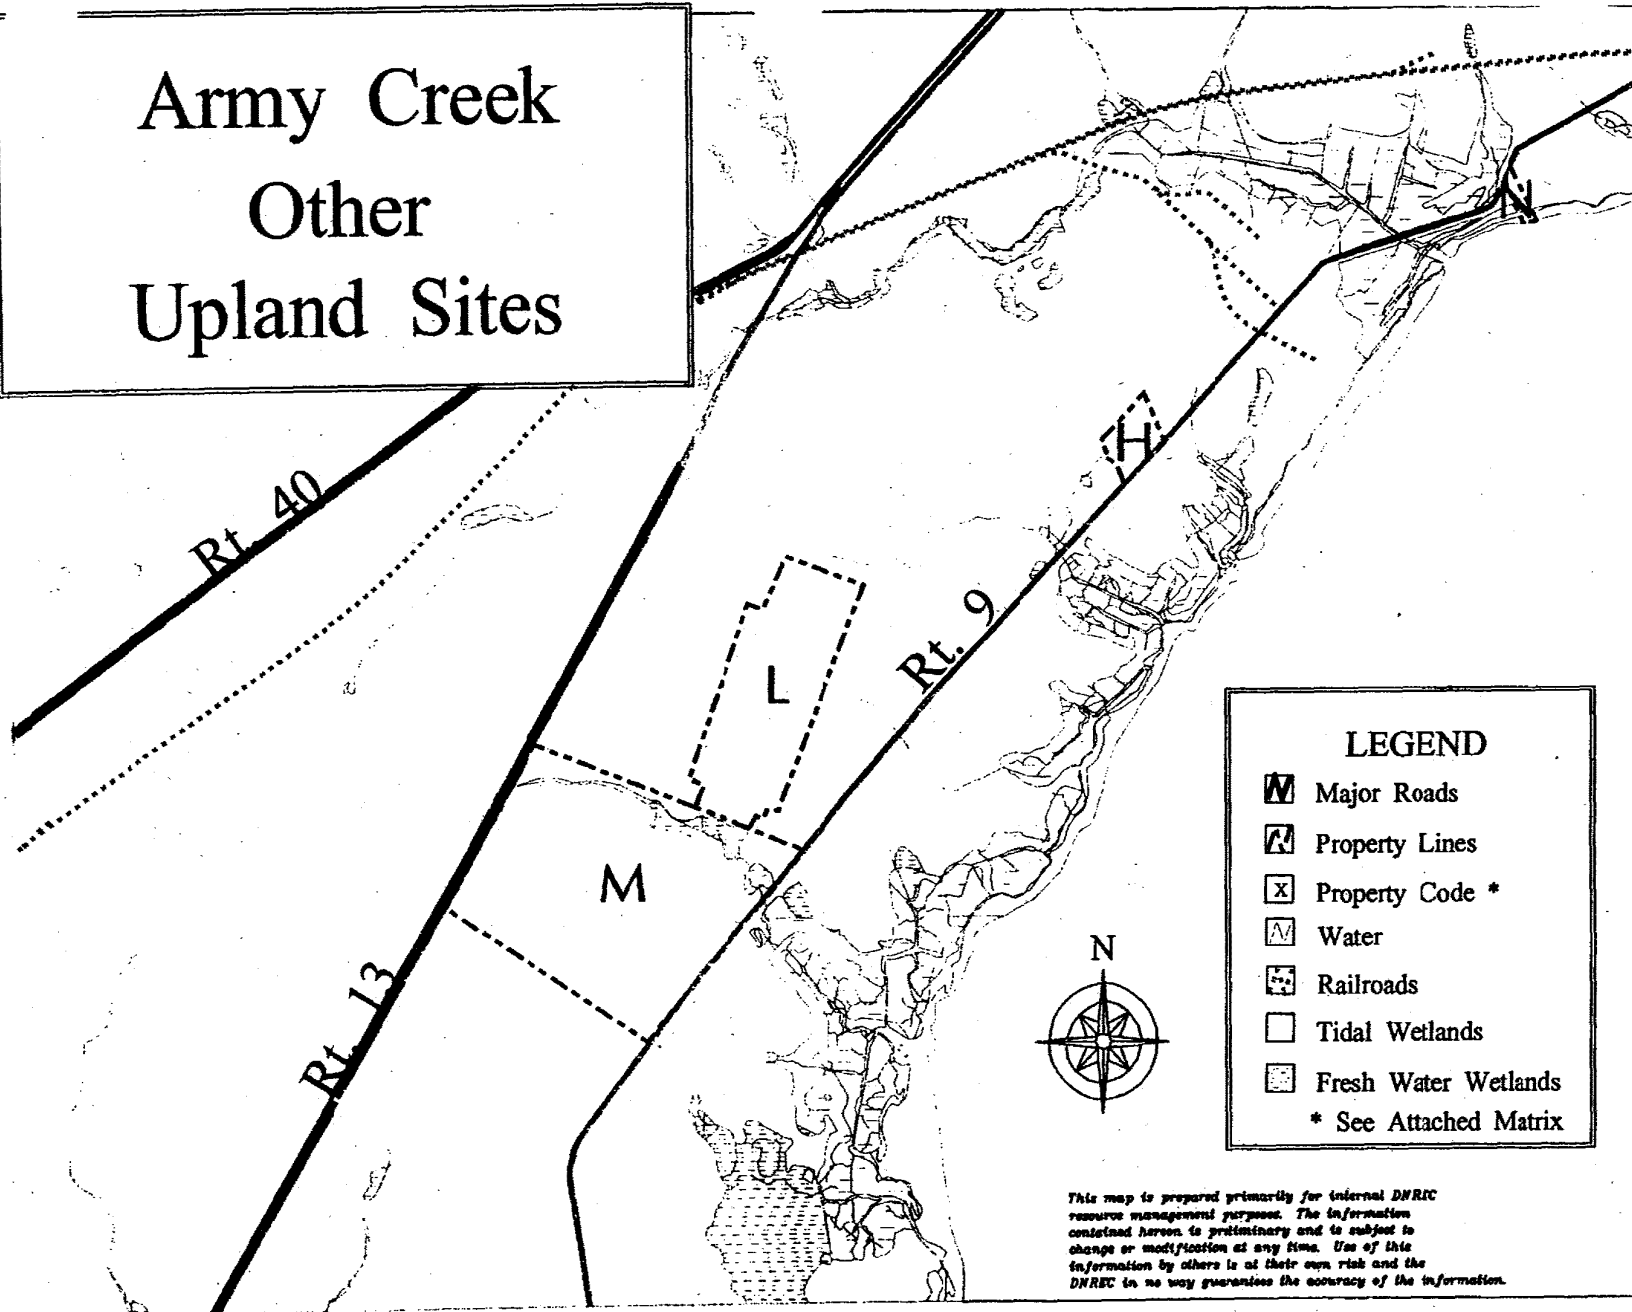 Army Creek
Other
Upland Sites
Rt. 40
N
H
Rt. 9
L
M
Rt. 13
LEGEND
Major Roads
Property Lines
X Property Code *
Water
Railroads
Tidal Wetlands
Fresh Water Wetlands
* See Attached Matrix
N
This map is prepared primarily for internal DNREC
resource management purposes. The information
contained hereon is preliminary and is subject to
change or modification at any time. Use of this
information by others is at their own risk and the
DNREC in no way guarantees the accuracy of the information.